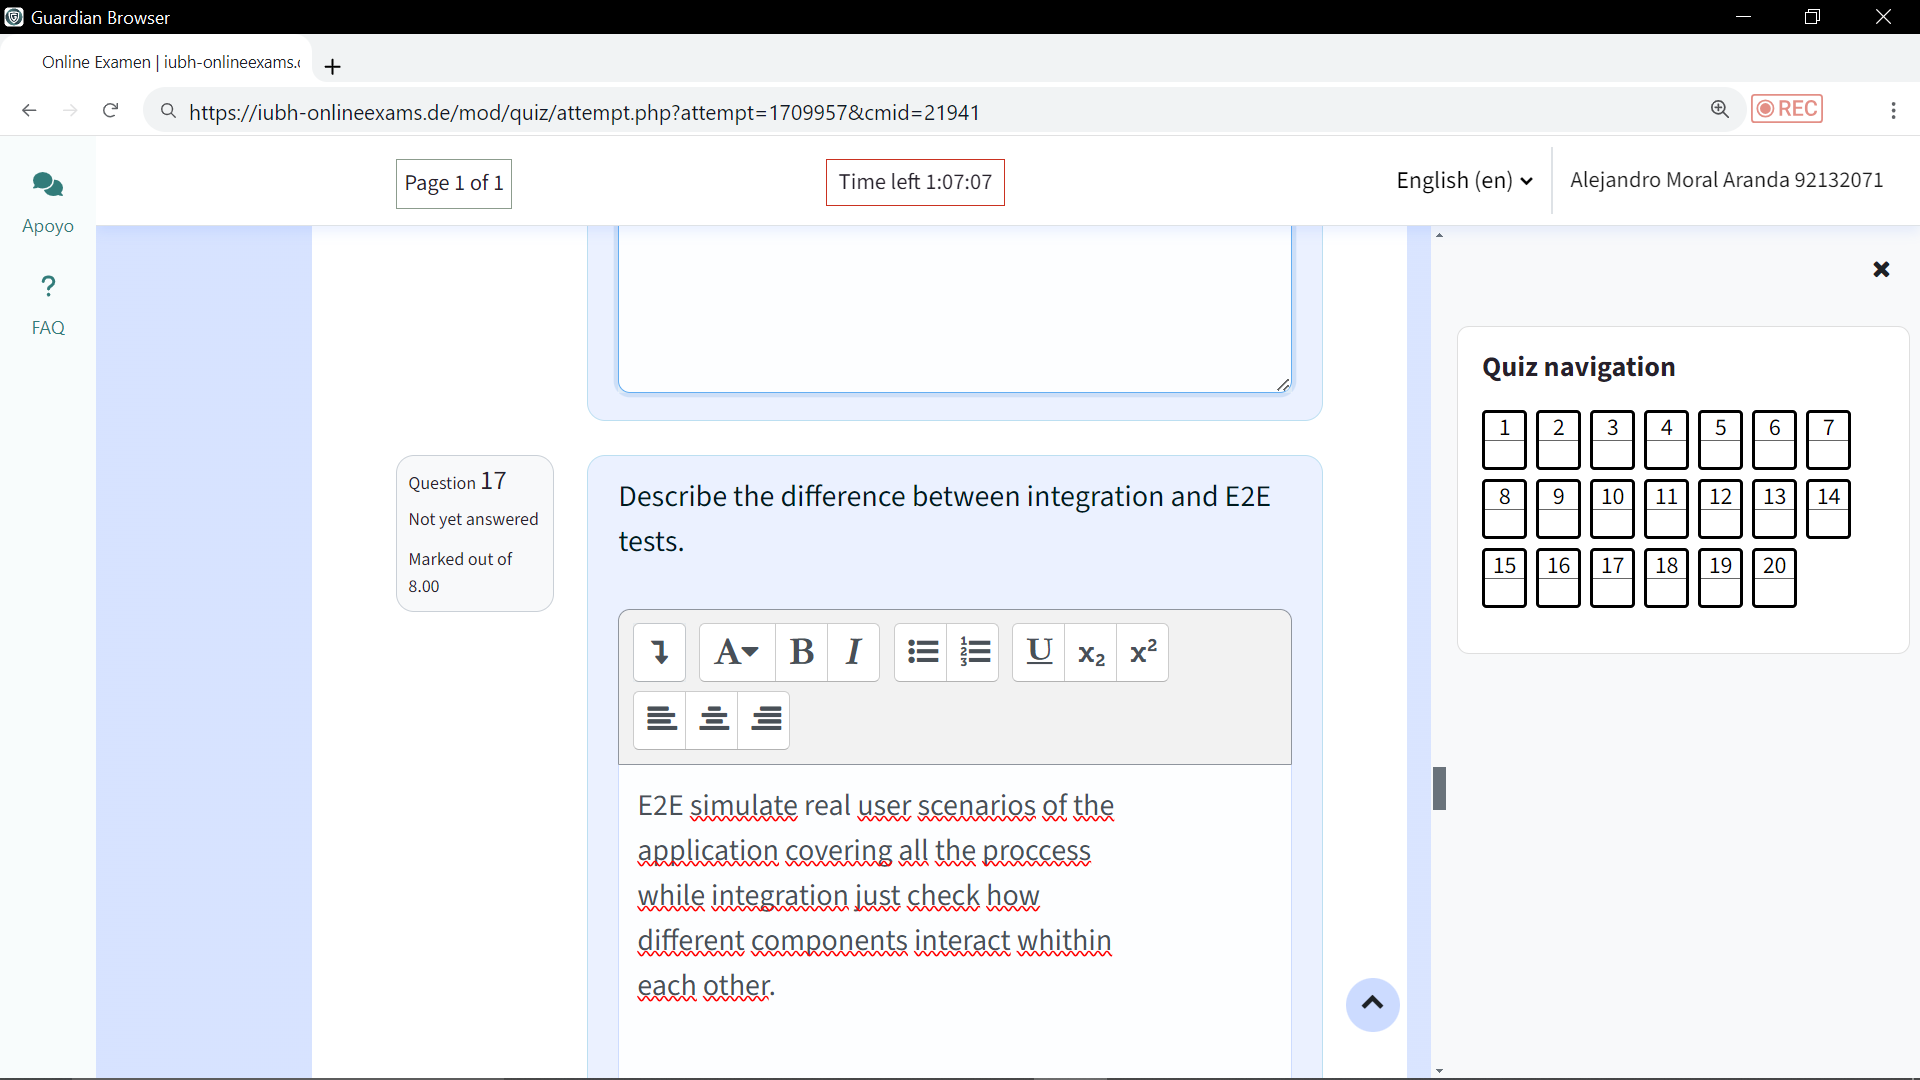 Guardian Browser
Online Examen | iubh-onlineexams.
https://iubh-onlineexams.de/mod/quiz/attempt.php?attempt=1709957&cmid=21941
REC
Page 1 of 1
Time left 1:07:07
English (en)
Alejandro Moral Aranda 92132071
Apoyo
?
FAQ
Question 17
Not yet answered
Marked out of
8.00
Describe the difference between integration and E2E
tests.
A B I
1
2
3
U x₂ x²
E2E simulate real user scenarios of the
application covering all the proccess
while integration just check how
different components interact whithin
each other.
Quiz navigation
1 2 3 4 5 6 7
8 9 10 11 12 13 14
15 16 17 18 19 20